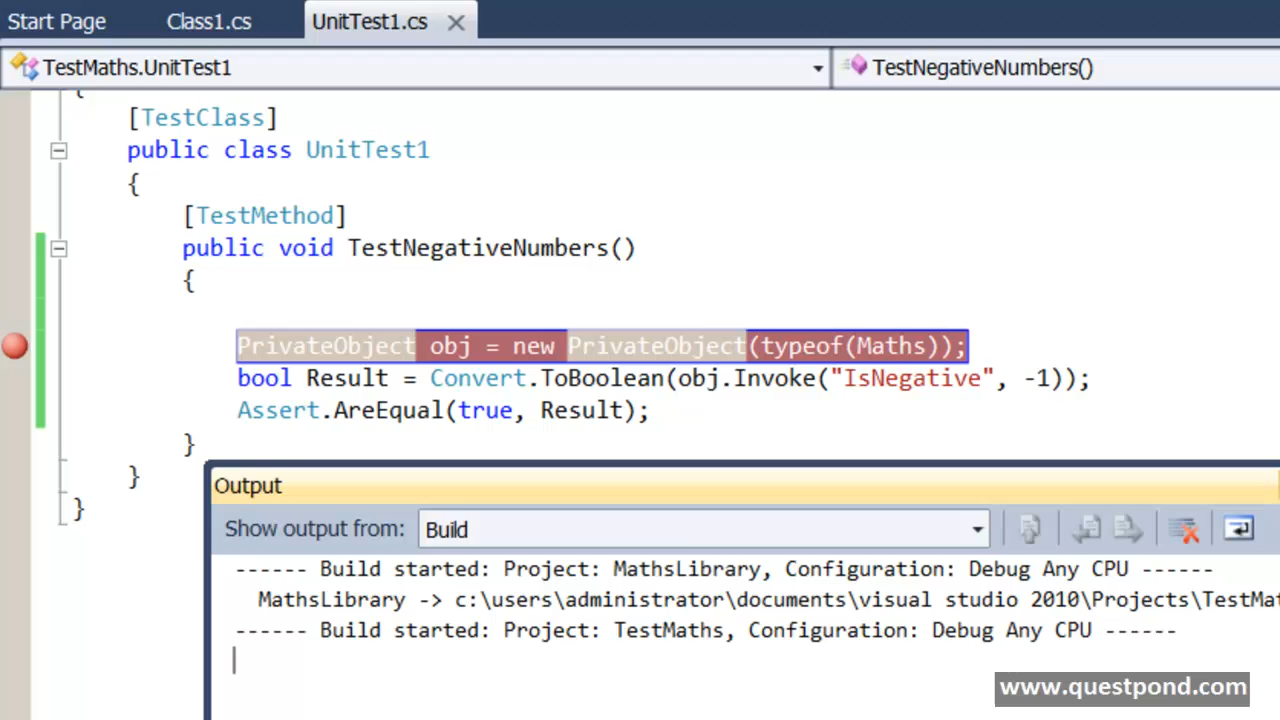 Start Page Class1.cs UnitTest1.cs
TestMaths.UnitTest1 TestNegativeNumbers()
{
[TestClass]
public class UnitTest1
{
[TestMethod]
public void TestNegativeNumbers()
{
PrivateObject obj = new PrivateObject(typeof(Maths));
bool Result = Convert.ToBoolean(obj.Invoke("IsNegative", -1));
Assert.AreEqual(true, Result);
}
}
}
Output
Show output from: Build
------ Build started: Project: MathsLibrary, Configuration: Debug Any CPU ------
MathsLibrary -> c:\users\administrator\documents\visual studio 2010\Projects\TestMat
------ Build started: Project: TestMaths, Configuration: Debug Any CPU ------
www.questpond.com